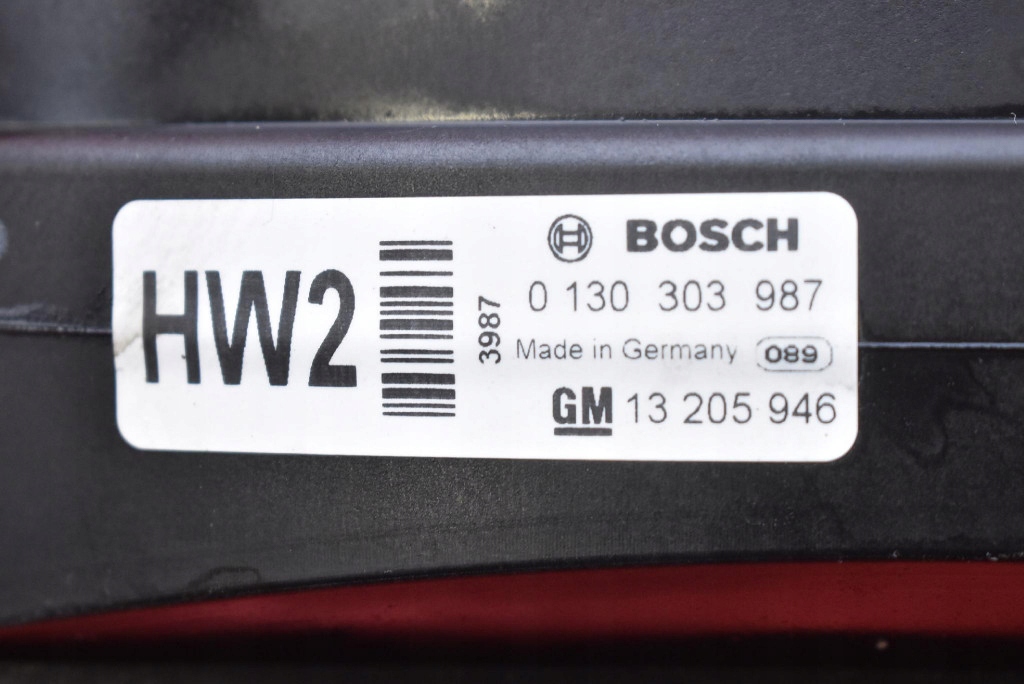 HW2
3987
BOSCH
0 130 303 987
Made in Germany 089
GM 13 205 946